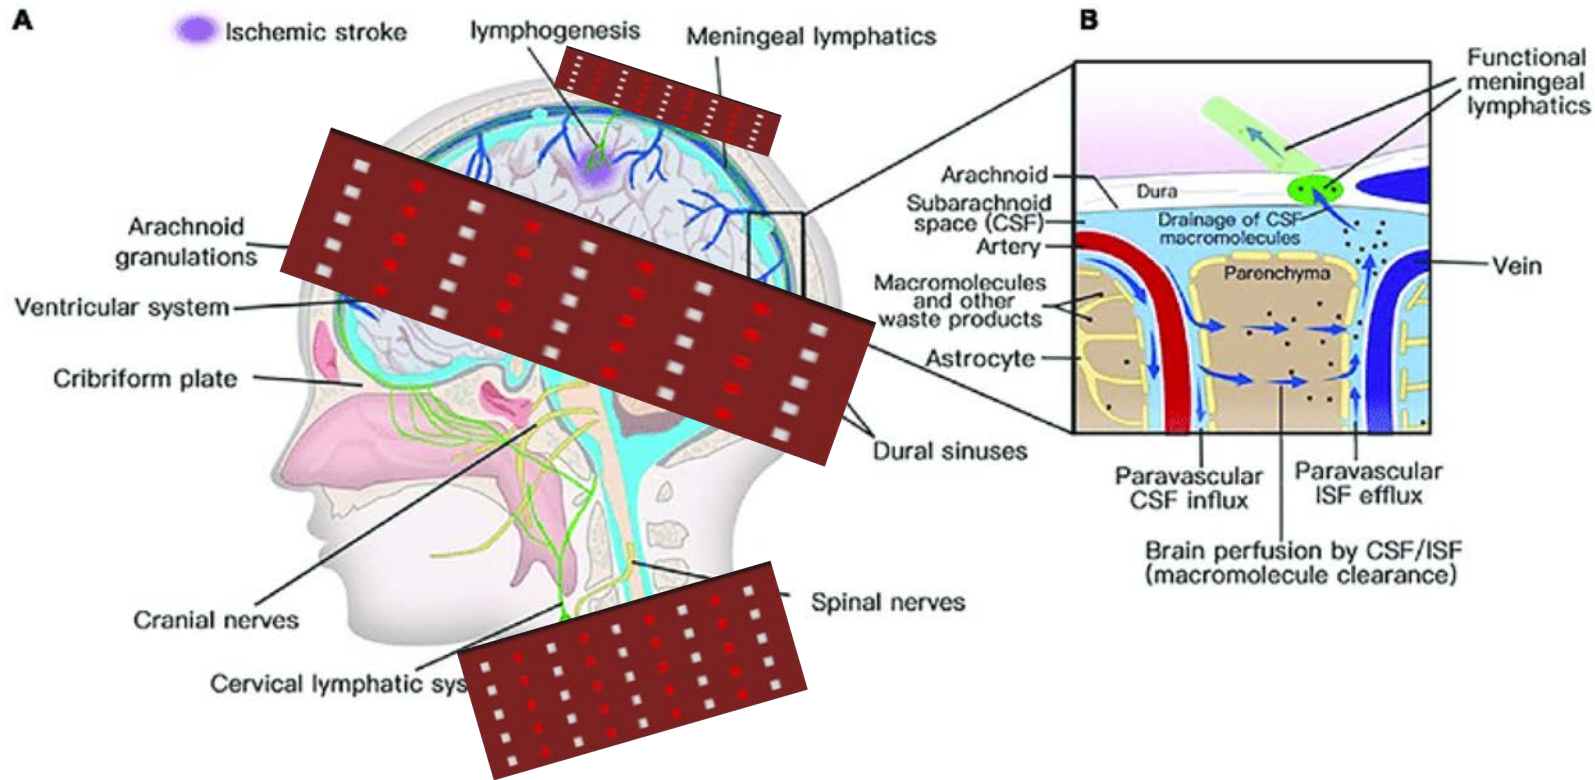 A
Ischemic stroke
lymphogenesis
Meningeal lymphatics
Arachnoid
granulations
Ventricular system
Cribriform plate
Dural sinuses
Cranial nerves
Spinal nerves
Cervical lymphatic
B
Functional
meningeal
lymphatics
Arachnoid
Dura
Subarachnoid
space (CSF)
Drainage of CSF
macromolecules
Artery
Parenchyma
Vein
Macromolecules
and other
waste products
Astrocyte
Paravascular
CSF influx
Paravascular
ISF efflux
Brain perfusion by CSF/ISF
(macromolecule clearance)